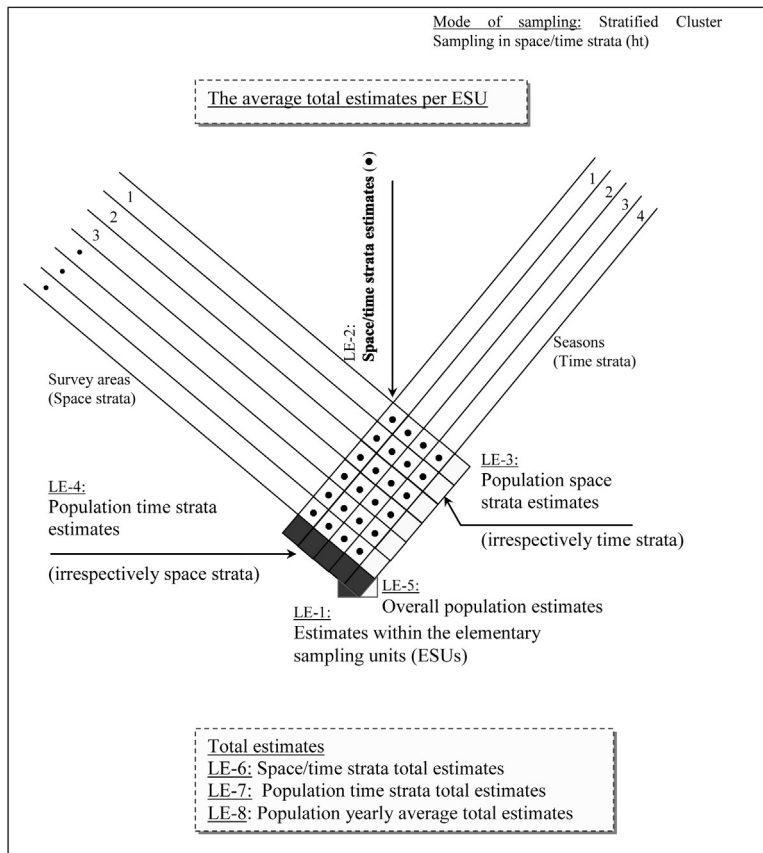 Mode of sampling: Stratified Cluster
Sampling in space/time strata (ht)
The average total estimates per ESU
LE-2:
Space/time strata estimates (●)
1
2
3
1
2
3
4
Survey areas
(Space strata)
Seasons
(Time strata)
LE-4:
Population time strata
estimates
(irrespectively space strata)
LE-3:
Population space
strata estimates
(irrespectively time strata)
LE-5:
Overall population estimates
LE-1:
Estimates within the elementary
sampling units (ESUs)
Total estimates
LE-6: Space/time strata total estimates
LE-7: Population time strata total estimates
LE-8: Population yearly average total estimates